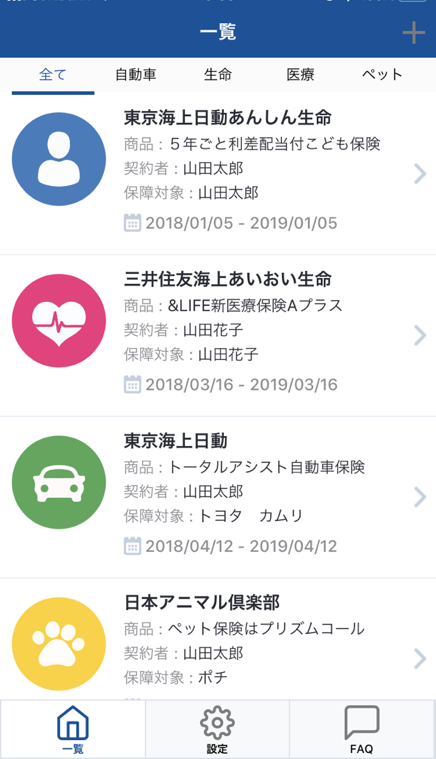 一覧
全て 自動車 生命 医療 ペット
東京海上日動あんしん生命
商品：５年ごと利差配当付こども保険
契約者：山田太郎
保障対象：山田太郎
2018/01/05 - 2019/01/05
三井住友海上あいおい生命
商品：&LIFE新医療保険Aプラス
契約者：山田花子
保障対象：山田花子
2018/03/16 - 2019/03/16
東京海上日動
商品：トータルアシスト自動車保険
契約者：山田太郎
保障対象：トヨタ　カムリ
2018/04/12 - 2019/04/12
日本アニマル倶楽部
商品：ペット保険はプリズムコール
契約者：山田太郎
保障対象：ポチ
一覧 設定 FAQ